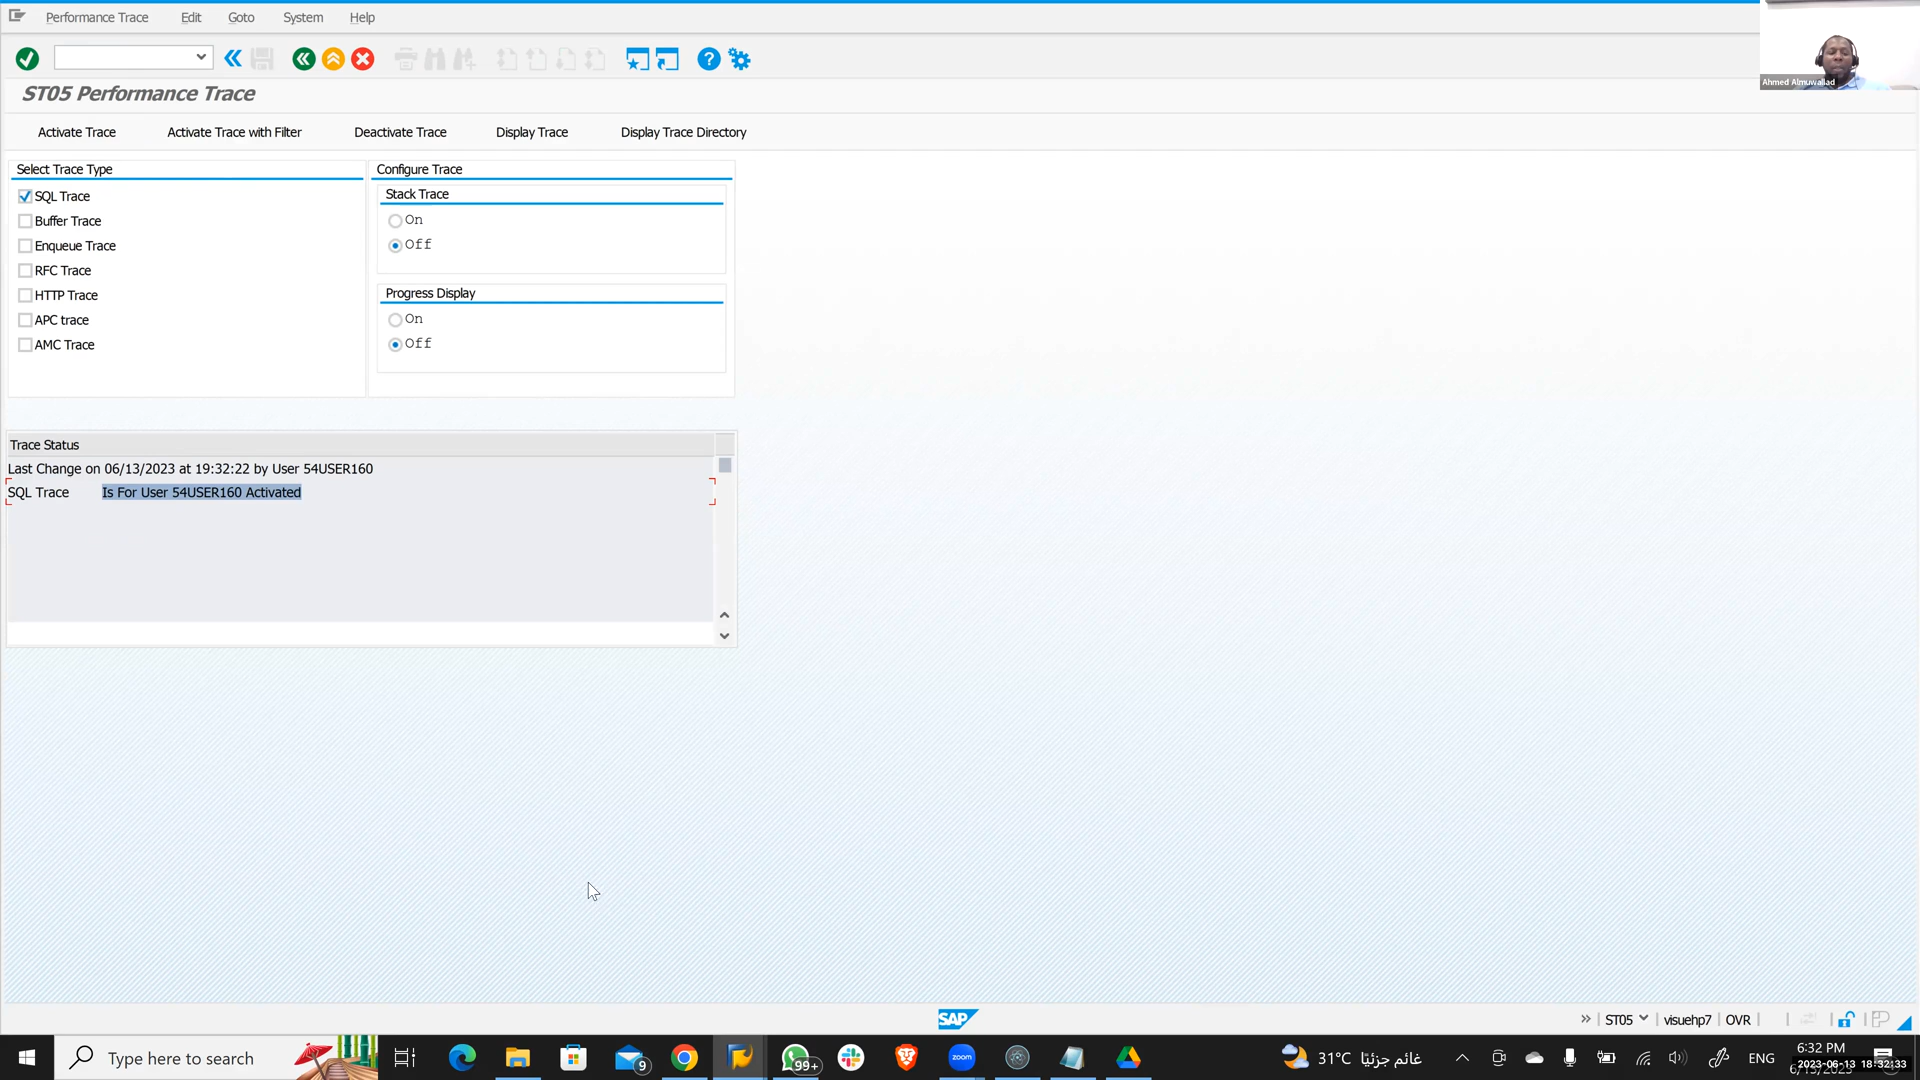 Performance Trace Edit Goto System Help
Ahmed Almuwallad
ST05 Performance Trace
Activate Trace Activate Trace with Filter Deactivate Trace Display Trace Display Trace Directory
Select Trace Type
SQL Trace
Buffer Trace
Enqueue Trace
RFC Trace
HTTP Trace
APC trace
AMC Trace
Configure Trace
Stack Trace
On
Off
Progress Display
On
Off
Trace Status
Last Change on 06/13/2023 at 19:32:22 by User 54USER160
SQL Trace Is For User 54USER160 Activated
SAP
ST05 visuehp7 OVR
Type here to search
9
99+
zoom
31°C غائم جزئيًا
ENG
6:32 PM
2023-06-13 18:32:33